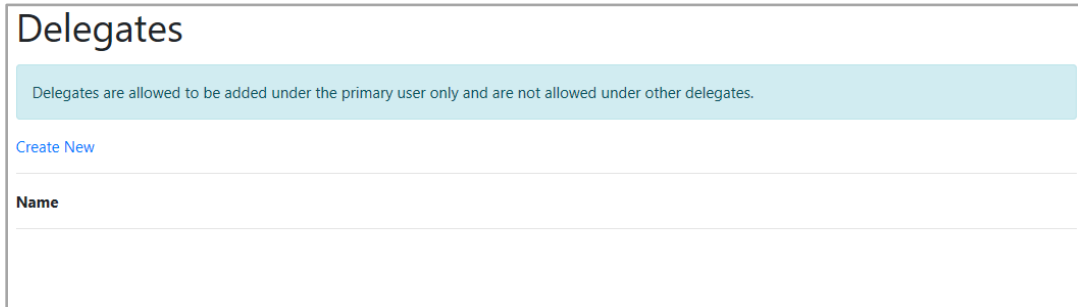 Delegates
Delegates are allowed to be added under the primary user only and are not allowed under other delegates.
Create New
Name